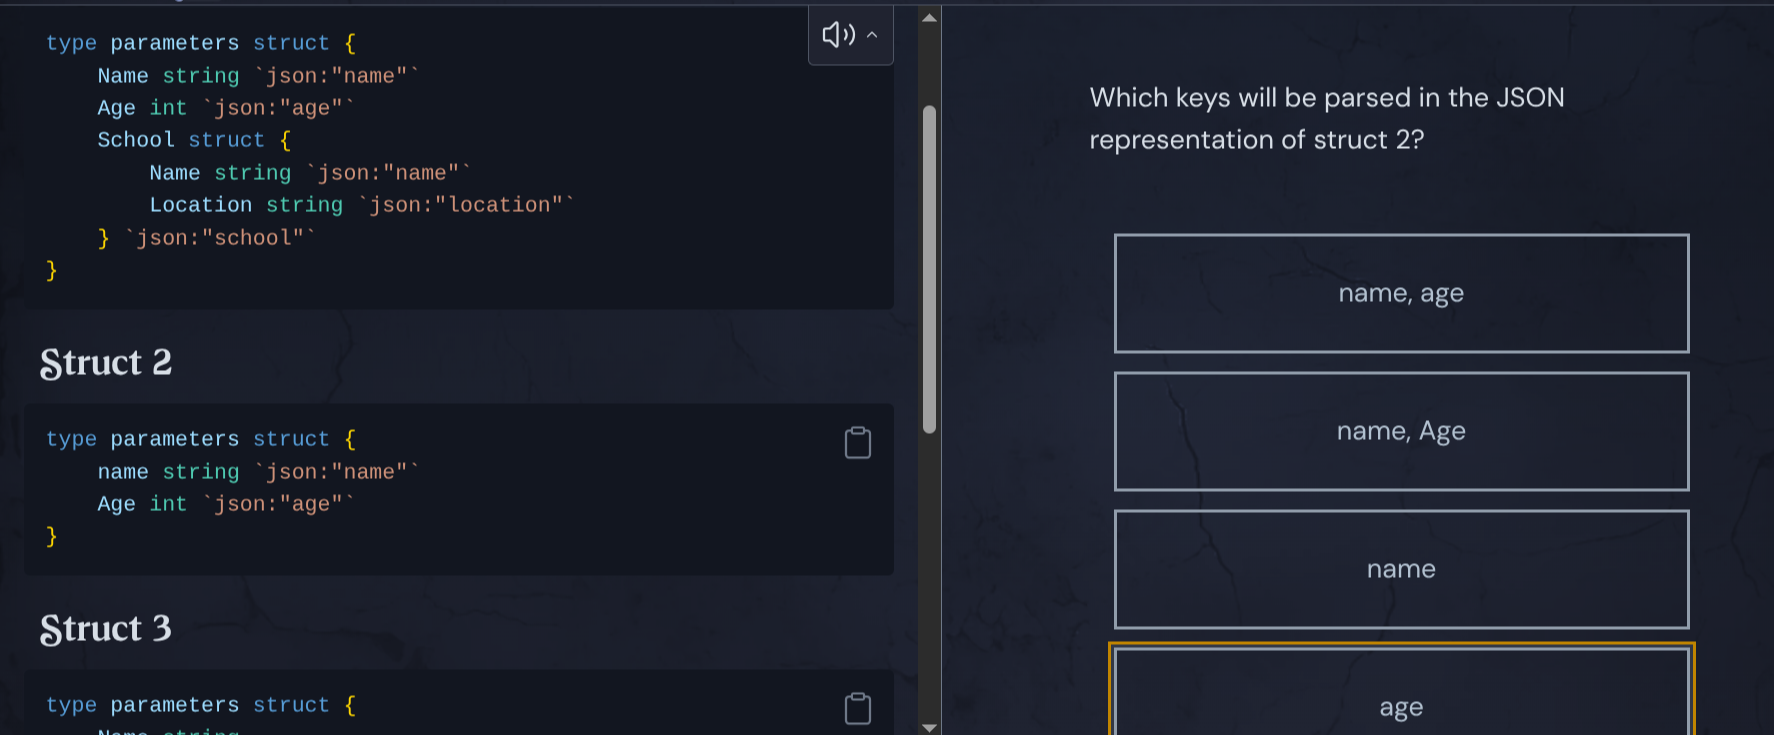 type parameters struct {
    Name string `json:"name"`
    Age int `json:"age"`
    School struct {
        Name string `json:"name"`
        Location string `json:"location"`
    } `json:"school"`
}
Struct 2
type parameters struct {
    name string `json:"name"`
    Age int `json:"age"`
}
Struct 3
type parameters struct {
    Name string
Which keys will be parsed in the JSON
representation of struct 2?
name, age
name, Age
name
age